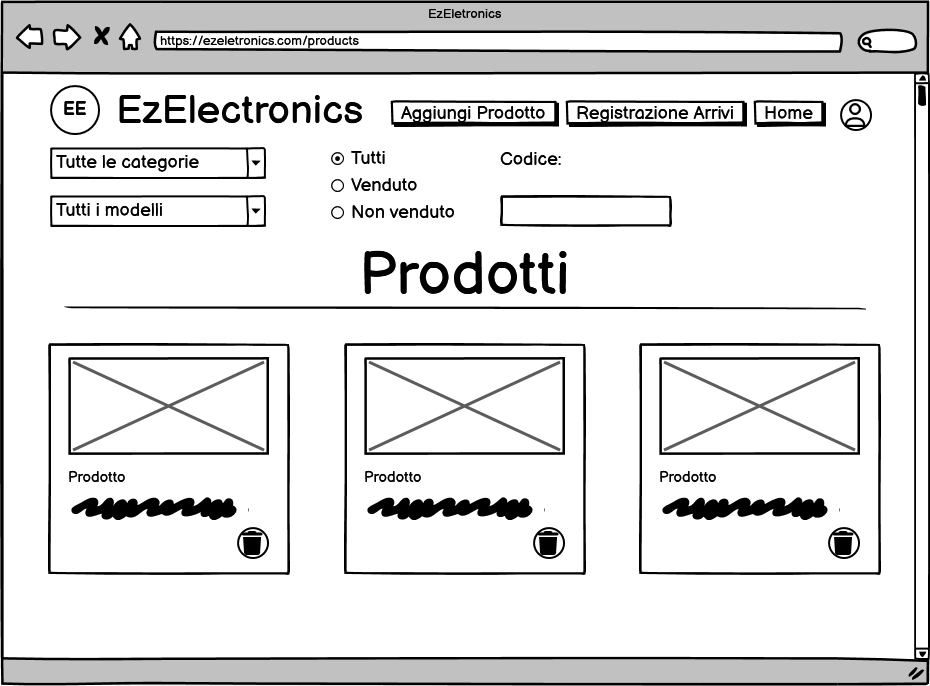 EzEletronics
https://ezeletronics.com/products
EE
EzElectronics
Aggiungi Prodotto
Registrazione Arrivi
Home
Tutte le categorie
Tutti i modelli
Tutti
Venduto
Non venduto
Codice:
Prodotti
Prodotto
Prodotto
Prodotto